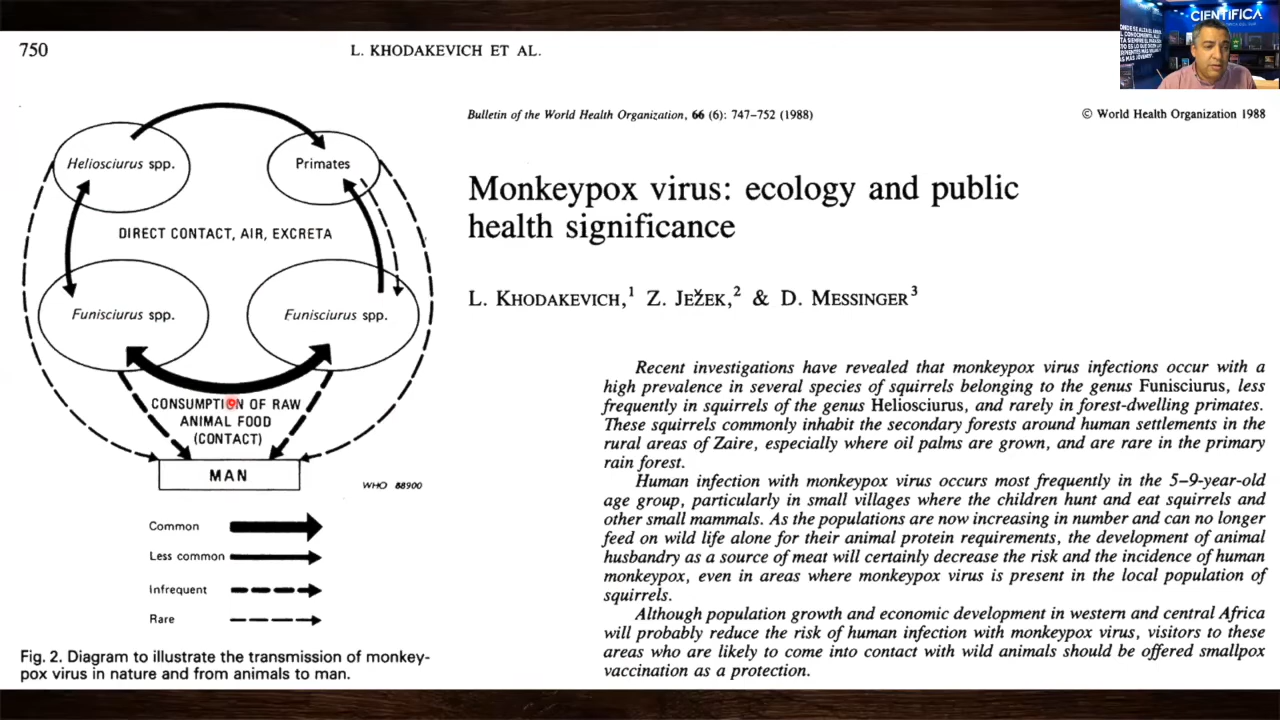 750
L. KHODAKEVICH ET AL.
Heliosciurus spp.
Primates
DIRECT CONTACT, AIR, EXCRETA
Funisciurus spp.
Funisciurus spp.
CONSUMPTION OF RAW
ANIMAL FOOD
(CONTACT)
MAN
WHO 88900
Common
Less common
Infrequent
Rare
Fig. 2. Diagram to illustrate the transmission of monkey-
pox virus in nature and from animals to man.
Bulletin of the World Health Organization, 66 (6): 747–752 (1988)
© World Health Organization 1988
Monkeypox virus: ecology and public
health significance
L. KHODAKEVICH,1 Z. JEŽEK,2 & D. MESSINGER3
Recent investigations have revealed that monkeypox virus infections occur with a
high prevalence in several species of squirrels belonging to the genus Funisciurus, less
frequently in squirrels of the genus Heliosciurus, and rarely in forest-dwelling primates.
These squirrels commonly inhabit the secondary forests around human settlements in the
rural areas of Zaire, especially where oil palms are grown, and are rare in the primary
rain forest.
Human infection with monkeypox virus occurs most frequently in the 5–9-year-old
age group, particularly in small villages where the children hunt and eat squirrels and
other small mammals. As the populations are now increasing in number and can no longer
feed on wild life alone for their animal protein requirements, the development of animal
husbandry as a source of meat will certainly decrease the risk and the incidence of human
monkeypox, even in areas where monkeypox virus is present in the local population of
squirrels.
Although population growth and economic development in western and central Africa
will probably reduce the risk of human infection with monkeypox virus, visitors to these
areas who are likely to come into contact with wild animals should be offered smallpox
vaccination as a protection.
CIENTÍFICA